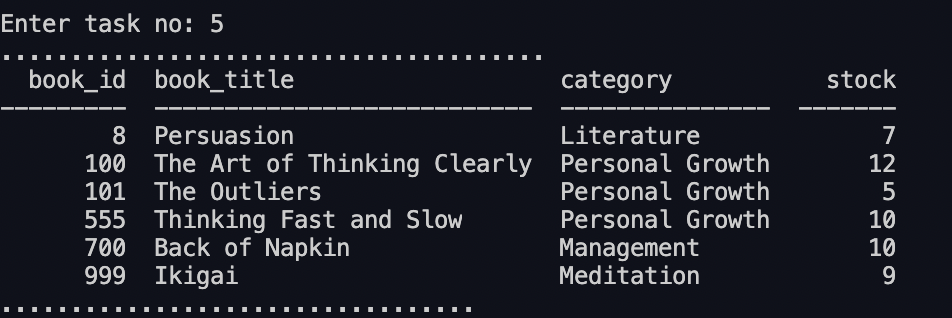 Enter task no: 5
.......................................
book_id  book_title                   category         stock
---------  ---------------------------  ---------------  -------
8  Persuasion                   Literature             7
100  The Art of Thinking Clearly  Personal Growth       12
101  The Outliers                 Personal Growth        5
555  Thinking Fast and Slow       Personal Growth       10
700  Back of Napkin               Management            10
999  Ikigai                       Meditation             9
..................................